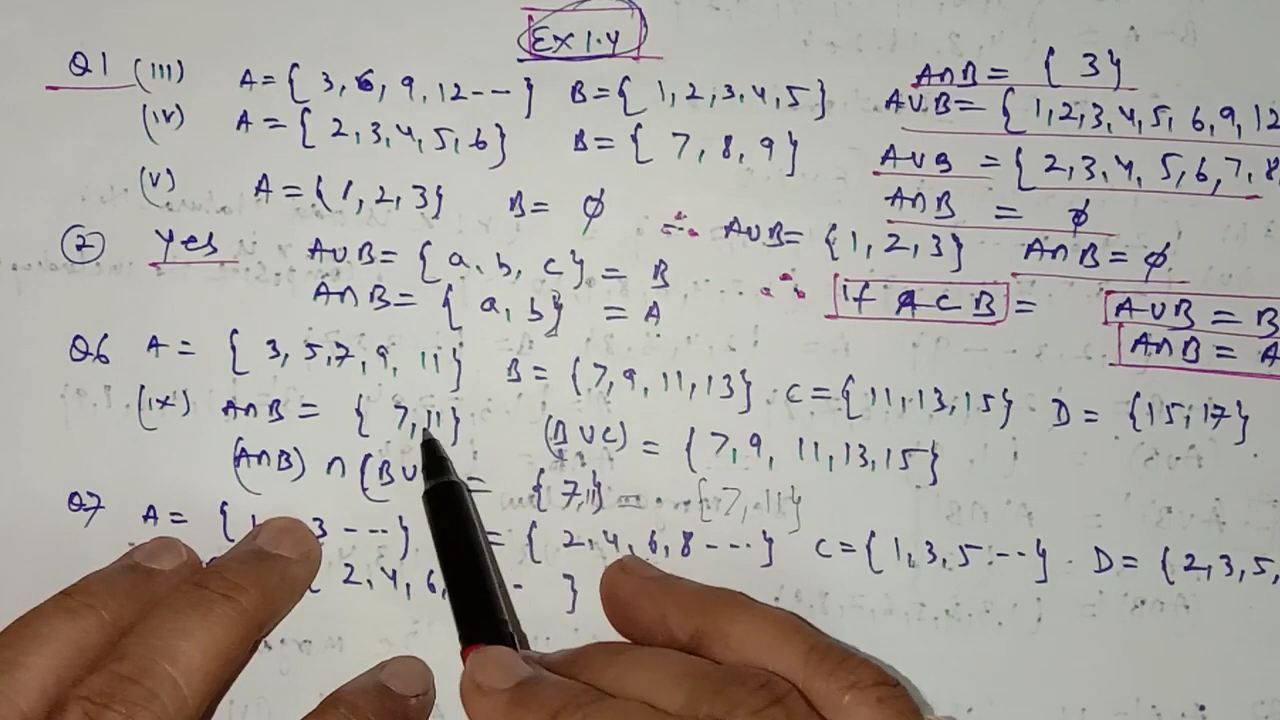 Ex 1.4
Q1 (iii) A = { 3, 6, 9, 12 -- } B = { 1, 2, 3, 4, 5 } A∩B = { 3 }
A∪B = { 1, 2, 3, 4, 5, 6, 9, 12
(iv) A = { 2, 3, 4, 5, 6 } B = { 7, 8, 9 } A∪B = { 2, 3, 4, 5, 6, 7, 8,
A∩B = ϕ
(v) A = { 1, 2, 3 } B = ϕ ∴ A∪B = { 1, 2, 3 } A∩B = ϕ
② Yes A∪B = { a, b, c } = B ∴ if A⊂B = A∪B = B
A∩B = { a, b } = A A∩B = A
Q6 A = { 3, 5, 7, 9, 11 } B = { 7, 9, 11, 13 } C = { 11, 13, 15 } D = { 15, 17 }
(ix) A∩B = { 7, 11 } (B∪C) = { 7, 9, 11, 13, 15 }
(A∩B) ∩ (B∪ = { 7, 11 } = { 7, 11 }
Q7 A = { 3 --- } = { 2, 4, 6, 8 --- } C = { 1, 3, 5 --- } D = { 2, 3, 5,
2, 4, 6, - }